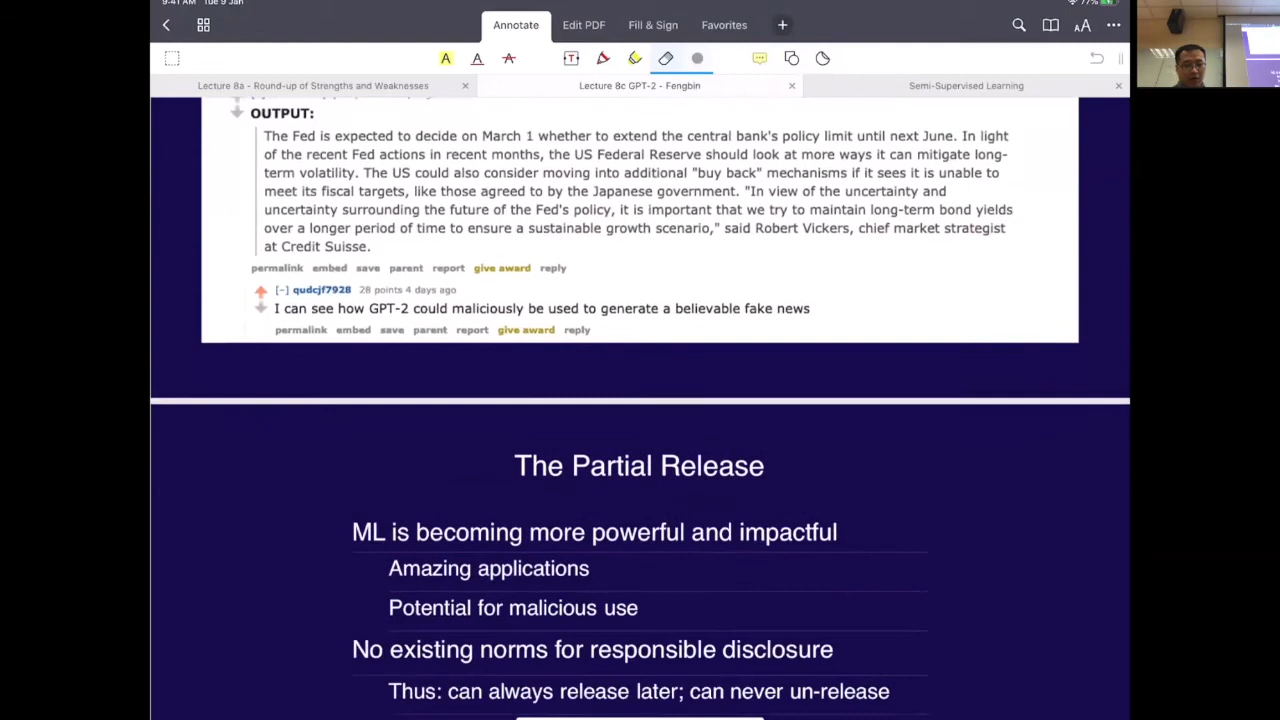 9:41 AM Tue 9 Jan
77%
Annotate
Edit PDF
Fill & Sign
Favorites
Lecture 8a - Round-up of Strengths and Weaknesses
Lecture 8c GPT-2 - Fengbin
Semi-Supervised Learning
OUTPUT:
The Fed is expected to decide on March 1 whether to extend the central bank's policy limit until next June. In light
of the recent Fed actions in recent months, the US Federal Reserve should look at more ways it can mitigate long-
term volatility. The US could also consider moving into additional "buy back" mechanisms if it sees it is unable to
meet its fiscal targets, like those agreed to by the Japanese government. "In view of the uncertainty and
uncertainty surrounding the future of the Fed's policy, it is important that we try to maintain long-term bond yields
over a longer period of time to ensure a sustainable growth scenario," said Robert Vickers, chief market strategist
at Credit Suisse.
permalink embed save parent report give award reply
[-] qudcjf7928 28 points 4 days ago
I can see how GPT-2 could maliciously be used to generate a believable fake news
permalink embed save parent report give award reply
The Partial Release
ML is becoming more powerful and impactful
Amazing applications
Potential for malicious use
No existing norms for responsible disclosure
Thus: can always release later; can never un-release